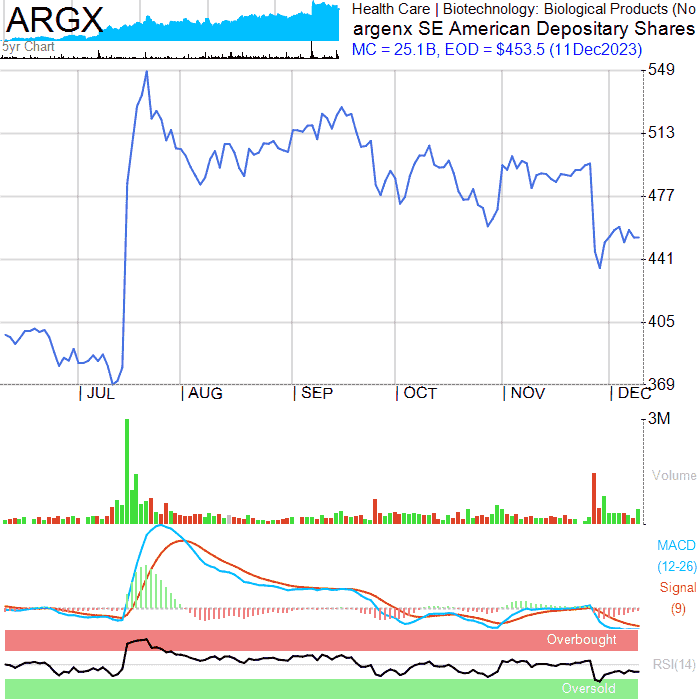 ARGX
5yr Chart
Health Care | Biotechnology: Biological Products (No
argenx SE American Depositary Shares
MC = 25.1B, EOD = $453.5 (11Dec2023)
549
513
477
441
405
369
| JUL | AUG | SEP | OCT | NOV | DEC
3M
Volume
MACD
(12-26)
Signal
(9)
Overbought
RSI(14)
Oversold